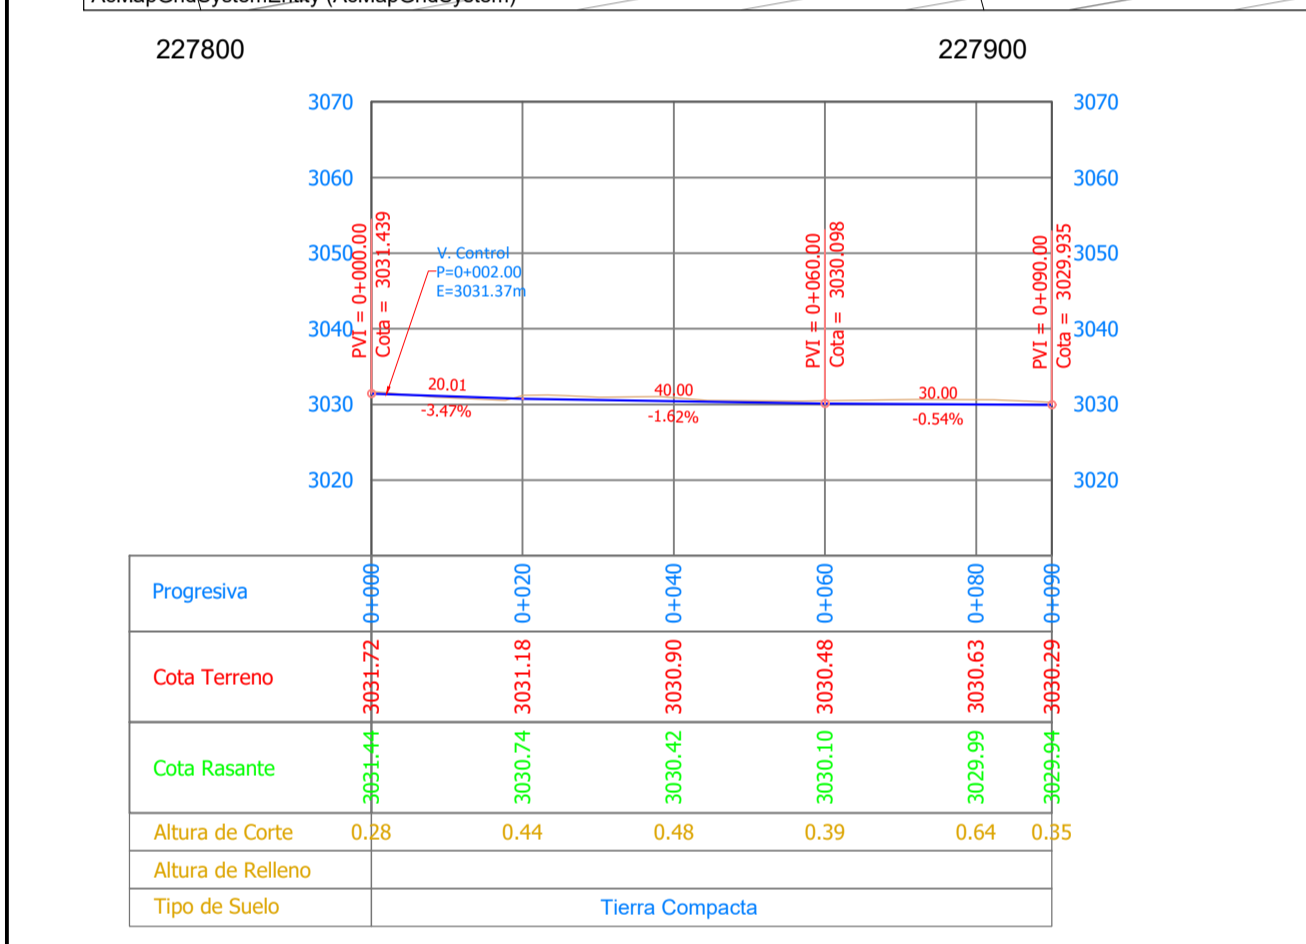 227800 227900
3070 3070
3060 3060
3050 3050
3040 3040
3030 3030
3020 3020
PVI = 0+000.00
Cota = 3031.439
V. Control
P=0+002.00
E=3031.37m
PVI = 0+060.00
Cota = 3030.098
PVI = 0+090.00
Cota = 3029.935
20.01 40.00 30.00
-3.47% -1.62% -0.54%
Progresiva 0+000 0+020 0+040 0+060 0+080 0+090
Cota Terreno 3031.72 3031.18 3030.90 3030.48 3030.63 3030.29
Cota Rasante 3031.44 3030.74 3030.42 3030.10 3029.99 3029.94
Altura de Corte 0.28 0.44 0.48 0.39 0.64 0.35
Altura de Relleno
Tipo de Suelo Tierra Compacta